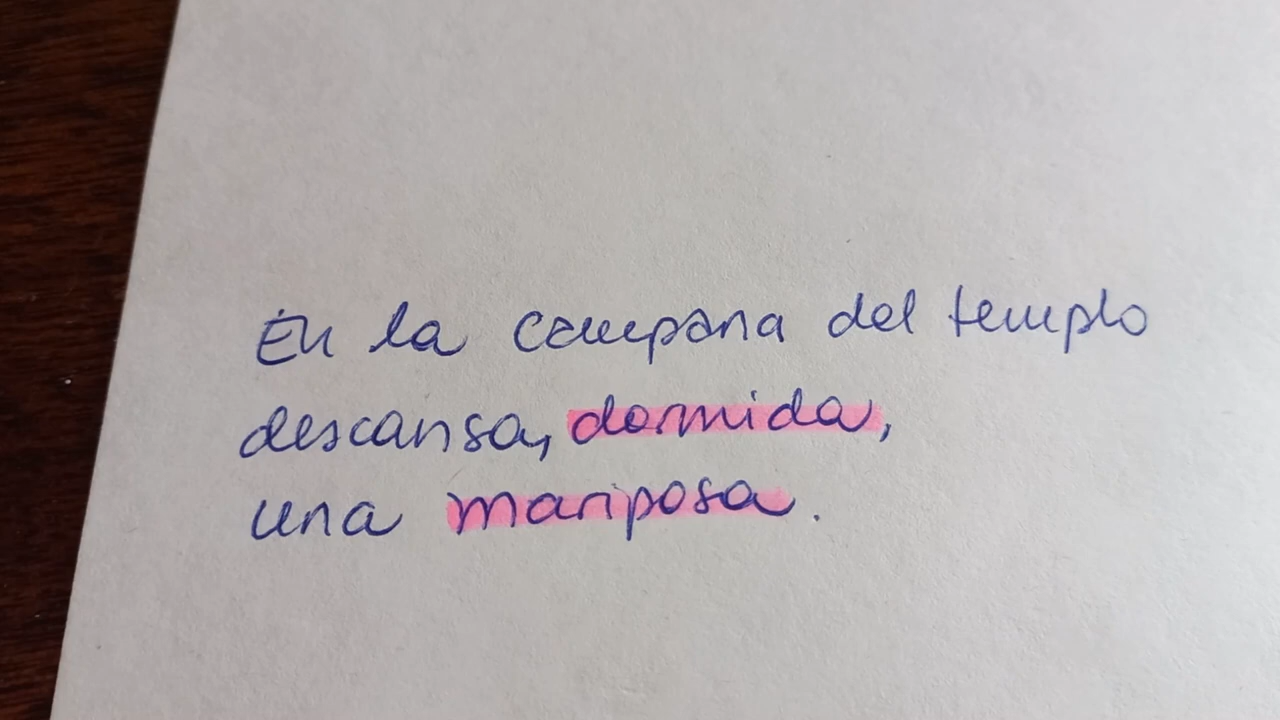 En la campana del templo
descansa, dormida,
una mariposa.